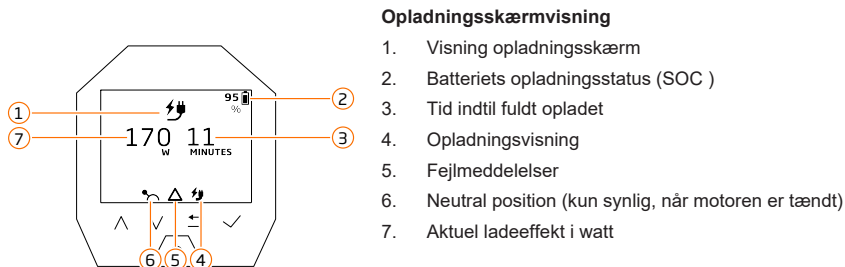 Opladningsskærmvisning
1. Visning opladningsskærm
2. Batteriets opladningsstatus (SOC )
3. Tid indtil fuldt opladet
4. Opladningsvisning
5. Fejlmeddelelser
6. Neutral position (kun synlig, når motoren er tændt)
7. Aktuel ladeeffekt i watt
95
%
1
2
7
170
W
11
MINUTES
3
6
5
4